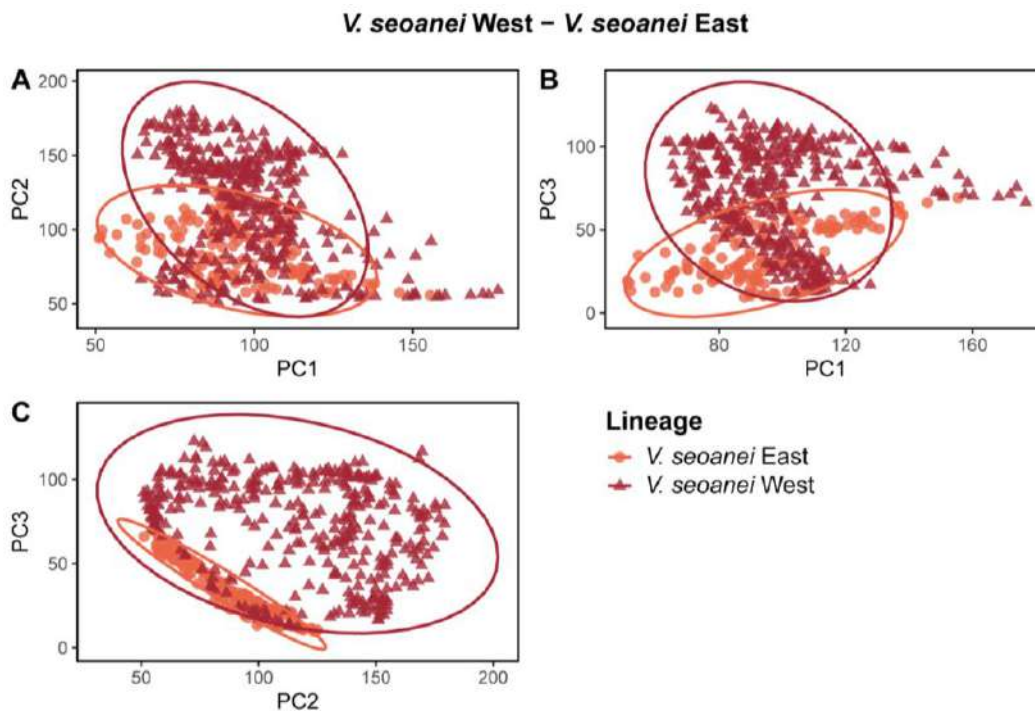 V. seoanei West − V. seoanei East
A
200
150
100
50
PC2
50
100
150
PC1
B
100
50
0
PC3
80
120
160
PC1
C
100
50
0
PC3
50
100
150
200
PC2
Lineage
V. seoanei East
V. seoanei West